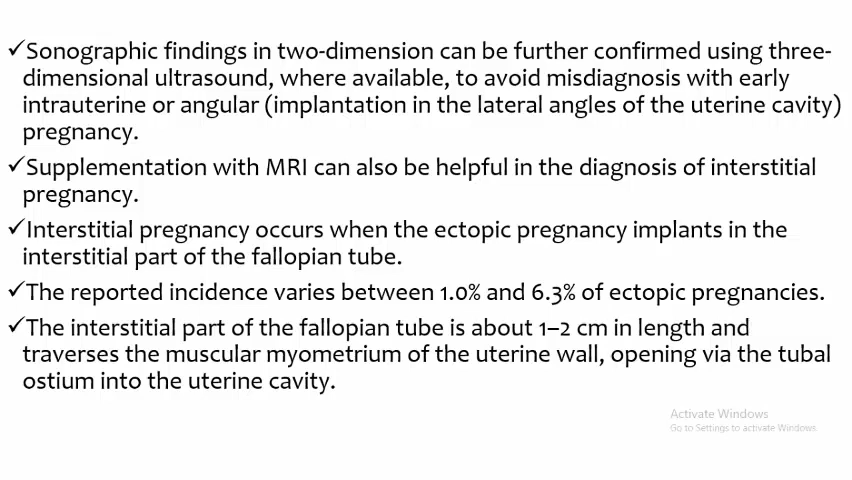 ✓Sonographic findings in two-dimension can be further confirmed using three-
dimensional ultrasound, where available, to avoid misdiagnosis with early
intrauterine or angular (implantation in the lateral angles of the uterine cavity)
pregnancy.
✓Supplementation with MRI can also be helpful in the diagnosis of interstitial
pregnancy.
✓Interstitial pregnancy occurs when the ectopic pregnancy implants in the
interstitial part of the fallopian tube.
✓The reported incidence varies between 1.0% and 6.3% of ectopic pregnancies.
✓The interstitial part of the fallopian tube is about 1–2 cm in length and
traverses the muscular myometrium of the uterine wall, opening via the tubal
ostium into the uterine cavity.
Activate Windows
Go to Settings to activate Windows.